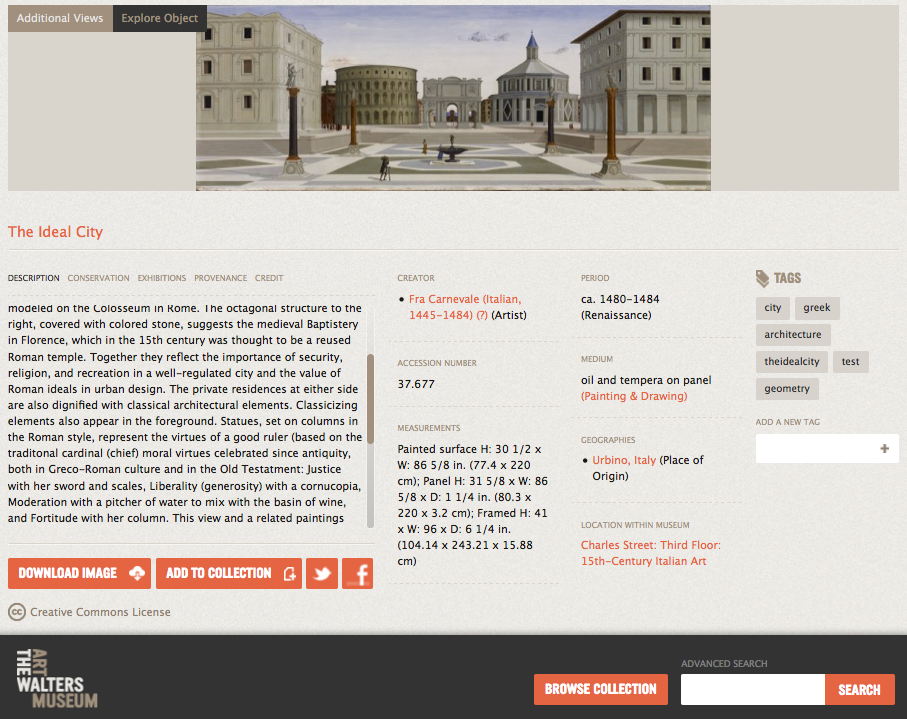 Additional Views
Explore Object
The Ideal City
DESCRIPTION CONSERVATION EXHIBITIONS PROVENANCE CREDIT
modeled on the Colosseum in Rome. The octagonal structure to the
right, covered with colored stone, suggests the medieval Baptistery
in Florence, which in the 15th century was thought to be a reused
Roman temple. Together they reflect the importance of security,
religion, and recreation in a well-regulated city and the value of
Roman ideals in urban design. The private residences at either side
are also dignified with classical architectural elements. Classicizing
elements also appear in the foreground. Statues, set on columns in
the Roman style, represent the virtues of a good ruler (based on the
traditonal cardinal (chief) moral virtues celebrated since antiquity,
both in Greco-Roman culture and in the Old Testatment: Justice
with her sword and scales, Liberality (generosity) with a cornucopia,
Moderation with a pitcher of water to mix with the basin of wine,
and Fortitude with her column. This view and a related paintings
DOWNLOAD IMAGE
ADD TO COLLECTION
cc Creative Commons License
CREATOR
• Fra Carnevale (Italian,
1445-1484) (?) (Artist)
ACCESSION NUMBER
37.677
MEASUREMENTS
Painted surface H: 30 1/2 x
W: 86 5/8 in. (77.4 x 220
cm); Panel H: 31 5/8 x W: 86
5/8 x D: 1 1/4 in. (80.3 x
220 x 3.2 cm); Framed H: 41
x W: 96 x D: 6 1/4 in.
(104.14 x 243.21 x 15.88
cm)
PERIOD
ca. 1480-1484
(Renaissance)
MEDIUM
oil and tempera on panel
(Painting & Drawing)
GEOGRAPHIES
• Urbino, Italy (Place of
Origin)
LOCATION WITHIN MUSEUM
Charles Street: Third Floor:
15th-Century Italian Art
TAGS
city greek
architecture
theidealcity test
geometry
ADD A NEW TAG
+
THE ART
WALTERS
MUSEUM
BROWSE COLLECTION
ADVANCED SEARCH
SEARCH